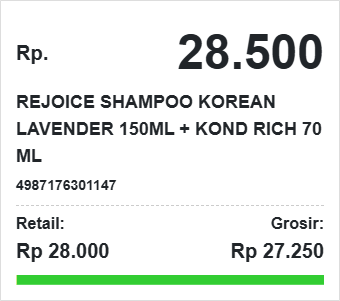 Rp. 28.500
REJOICE SHAMPOO KOREAN
LAVENDER 150ML + KOND RICH 70
ML
4987176301147
Retail: Grosir:
Rp 28.000 Rp 27.250